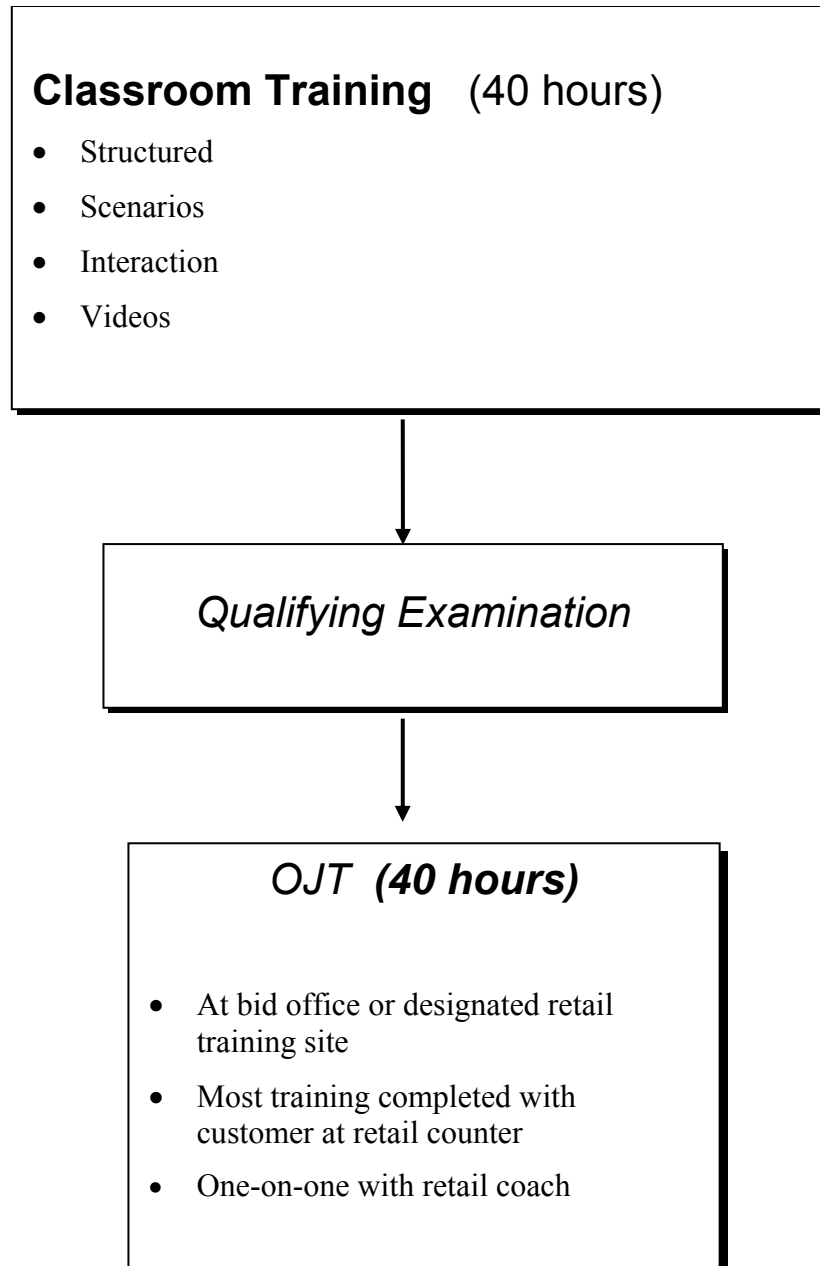 Classroom Training (40 hours)
• Structured
• Scenarios
• Interaction
• Videos
Qualifying Examination
OJT (40 hours)
• At bid office or designated retail
training site
• Most training completed with
customer at retail counter
• One-on-one with retail coach